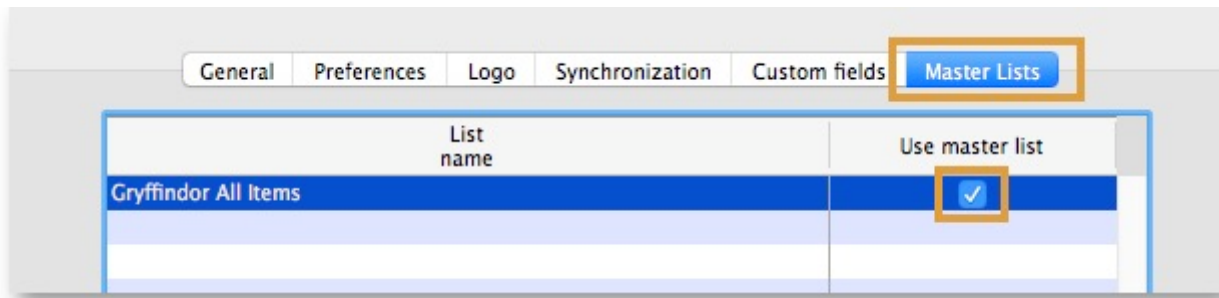 General Preferences Logo Synchronization Custom fields Master Lists
List
name
Use master list
Gryffindor All Items